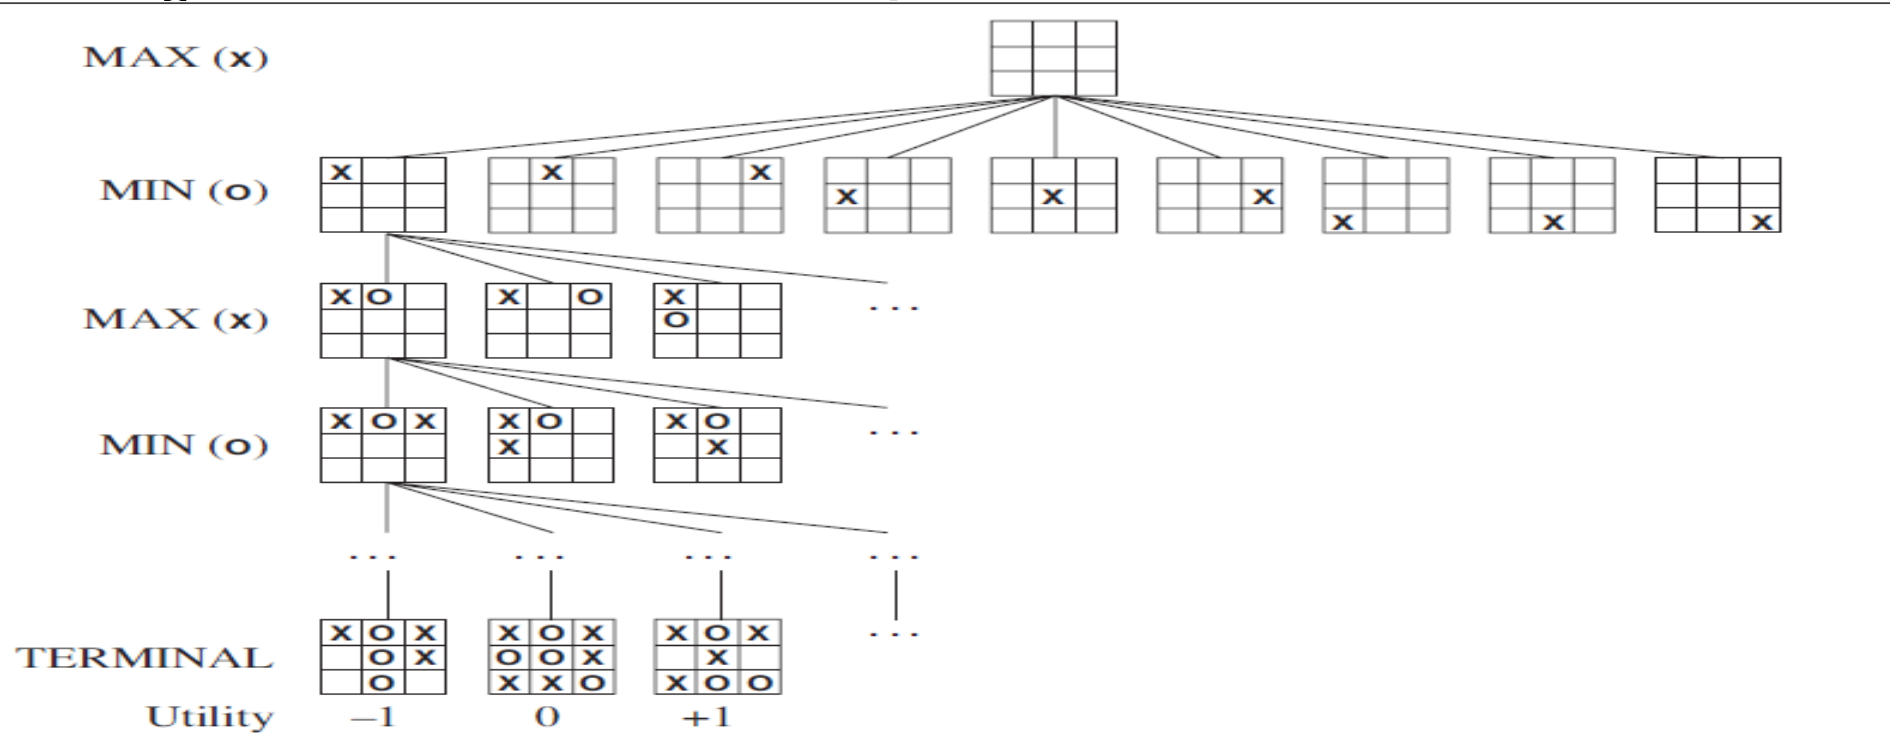 MAX (x)
x x x x x x x x x
MIN (o)
x o x o x o
MAX (x)
. . .
x o x x o x x o x
MIN (o)
. . .
. . . . . . . . . . . .
x o x x o x x o x
. . .
TERMINAL o x o o x x
o x x o x o o
Utility –1 0 +1